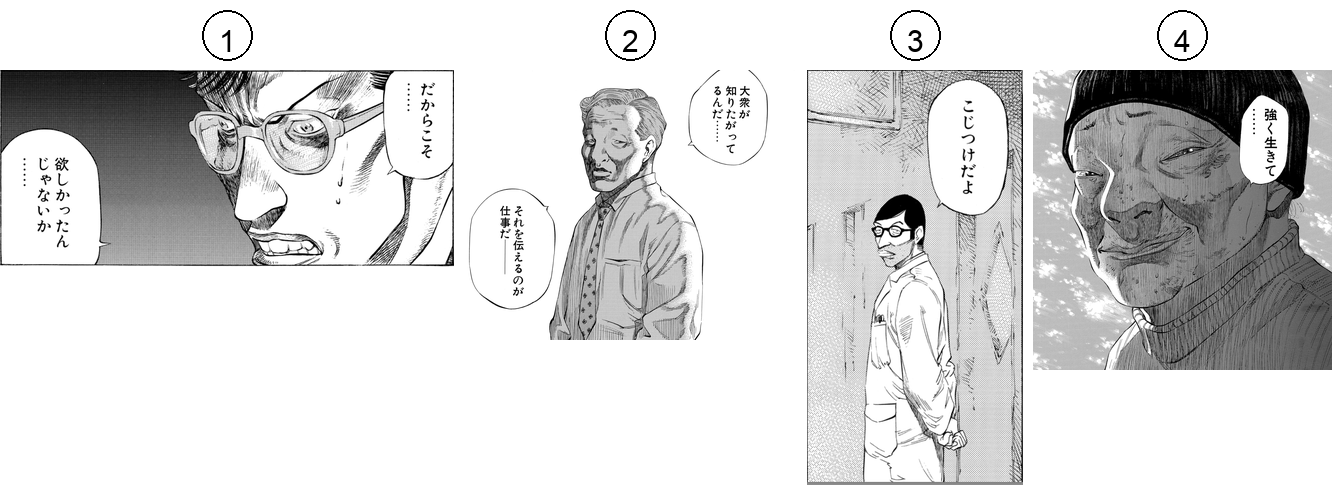 1
だからこそ
……
欲しかったん
じゃないか
……
2
大衆が
知りたがって
るんだ……
それを伝えるのが
仕事だ――
3
こじつけだよ
4
強く生きて
……